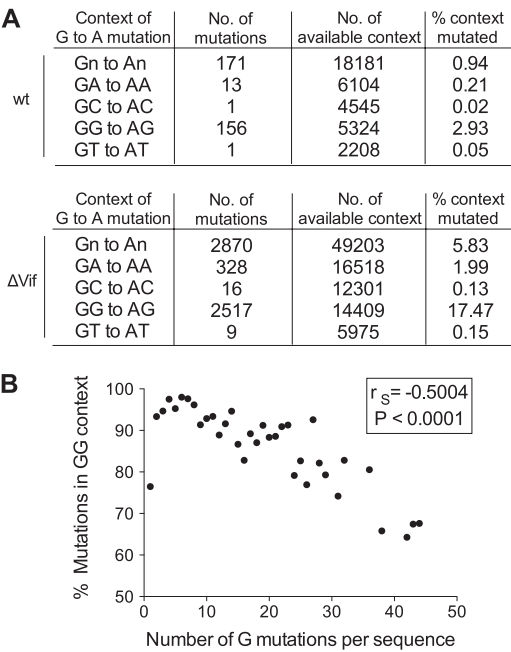 A
Context of G to A mutation | No. of mutations | No. of available context | % context mutated
wt
Gn to An | 171 | 18181 | 0.94
GA to AA | 13 | 6104 | 0.21
GC to AC | 1 | 4545 | 0.02
GG to AG | 156 | 5324 | 2.93
GT to AT | 1 | 2208 | 0.05
Context of G to A mutation | No. of mutations | No. of available context | % context mutated
ΔVif
Gn to An | 2870 | 49203 | 5.83
GA to AA | 328 | 16518 | 1.99
GC to AC | 16 | 12301 | 0.13
GG to AG | 2517 | 14409 | 17.47
GT to AT | 9 | 5975 | 0.15
B
% Mutations in GG context
100
90
80
70
60
50
r S = -0.5004
P < 0.0001
0 10 20 30 40 50
Number of G mutations per sequence